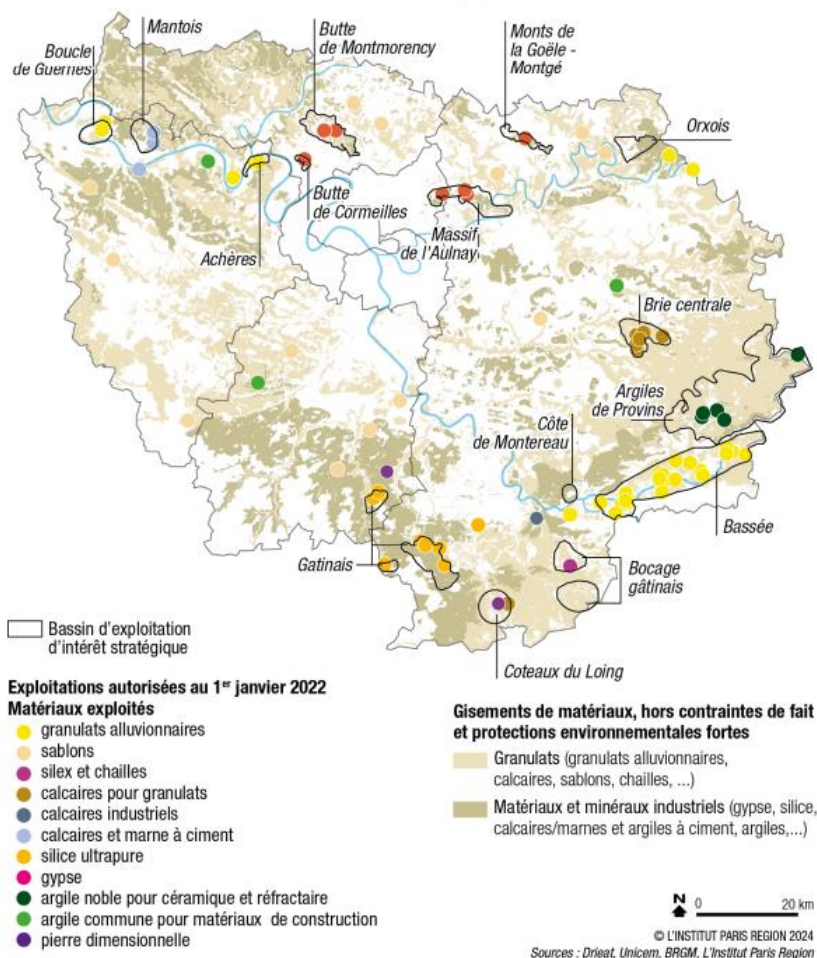 Mantois
Butte
de Montmorency
Monts de
la Goële -
Montgé
Boucle
de Guernes
Orxois
Butte
de Cormeilles
Achères
Massif
de l'Aulnay
Brie centrale
Argiles
de Provins
Côte
de Montereau
Bassée
Gatinais
Bocage
gâtinais
Coteaux du Loing
Bassin d'exploitation
d'intérêt stratégique
Exploitations autorisées au 1er janvier 2022
Matériaux exploités
granulats alluvionnaires
sablons
silex et chailles
calcaires pour granulats
calcaires industriels
calcaires et marne à ciment
silice ultrapure
gypse
argile noble pour céramique et réfractaire
argile commune pour matériaux de construction
pierre dimensionnelle
Gisements de matériaux, hors contraintes de fait
et protections environnementales fortes
Granulats (granulats alluvionnaires,
calcaires, sablons, chailles, ...)
Matériaux et minéraux industriels (gypse, silice,
calcaires/marnes et argiles à ciment, argiles,...)
N
0 20 km
© L'INSTITUT PARIS REGION 2024
Sources : Drieat, Unicem, BRGM, L'Institut Paris Region